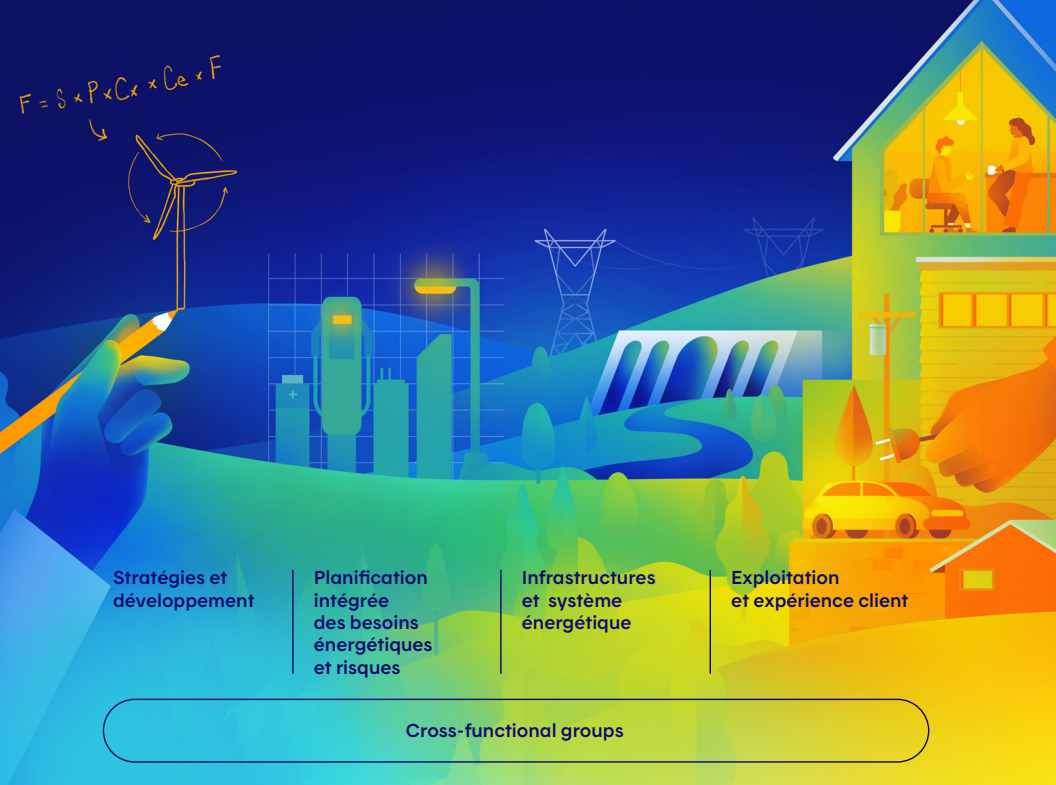 F = S x P x Cx x Ce x F
Stratégies et
développement
Planification
intégrée
des besoins
énergétiques
et risques
Infrastructures
et système
énergétique
Exploitation
et expérience client
Cross-functional groups